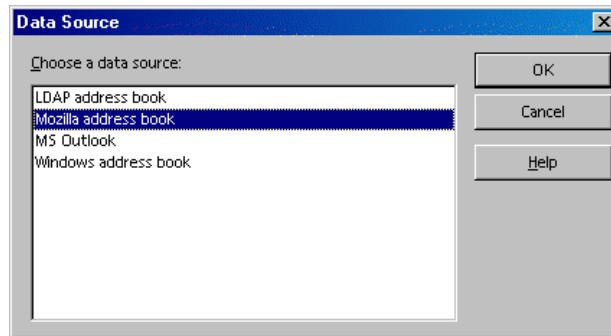 Data Source
Choose a data source:
LDAP address book
Mozilla address book
MS Outlook
Windows address book
OK
Cancel
Help